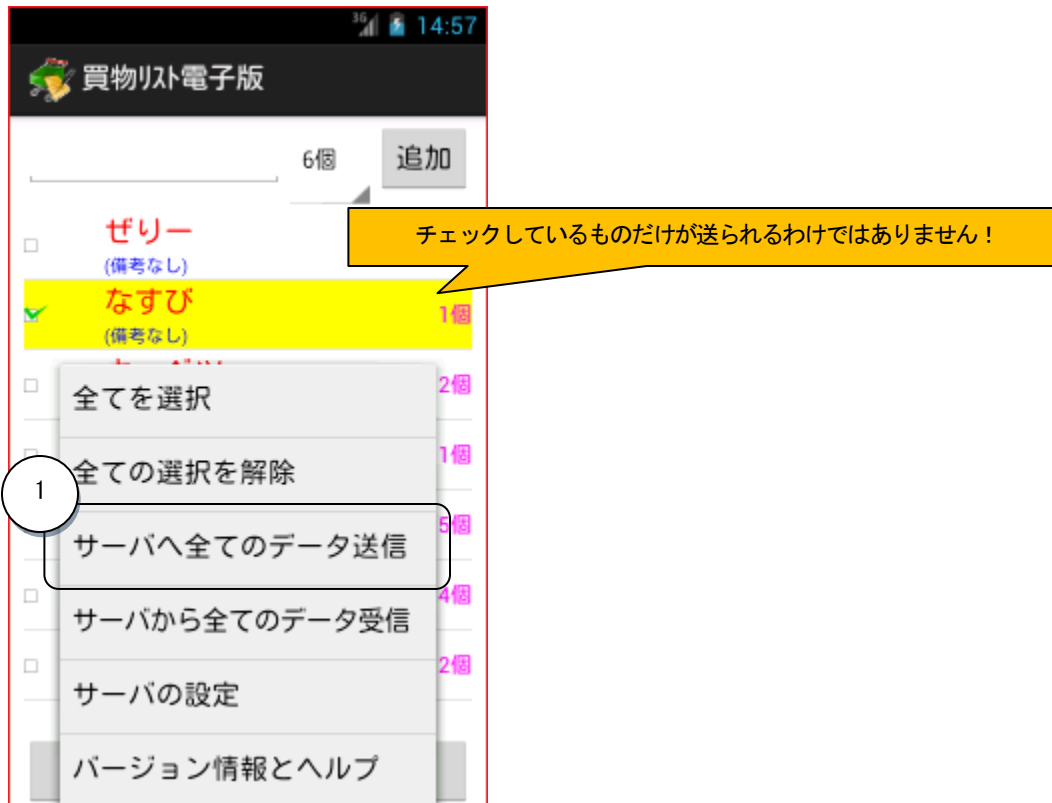 3G 14:57
買物リスト電子版
6個 追加
ぜりー
(備考なし)
チェックしているものだけが送られるわけではありません！
なすび
(備考なし)
1個
2個
全てを選択
1個
全ての選択を解除
1
5個
サーバへ全てのデータ送信
4個
サーバから全てのデータ受信
2個
サーバの設定
バージョン情報とヘルプ